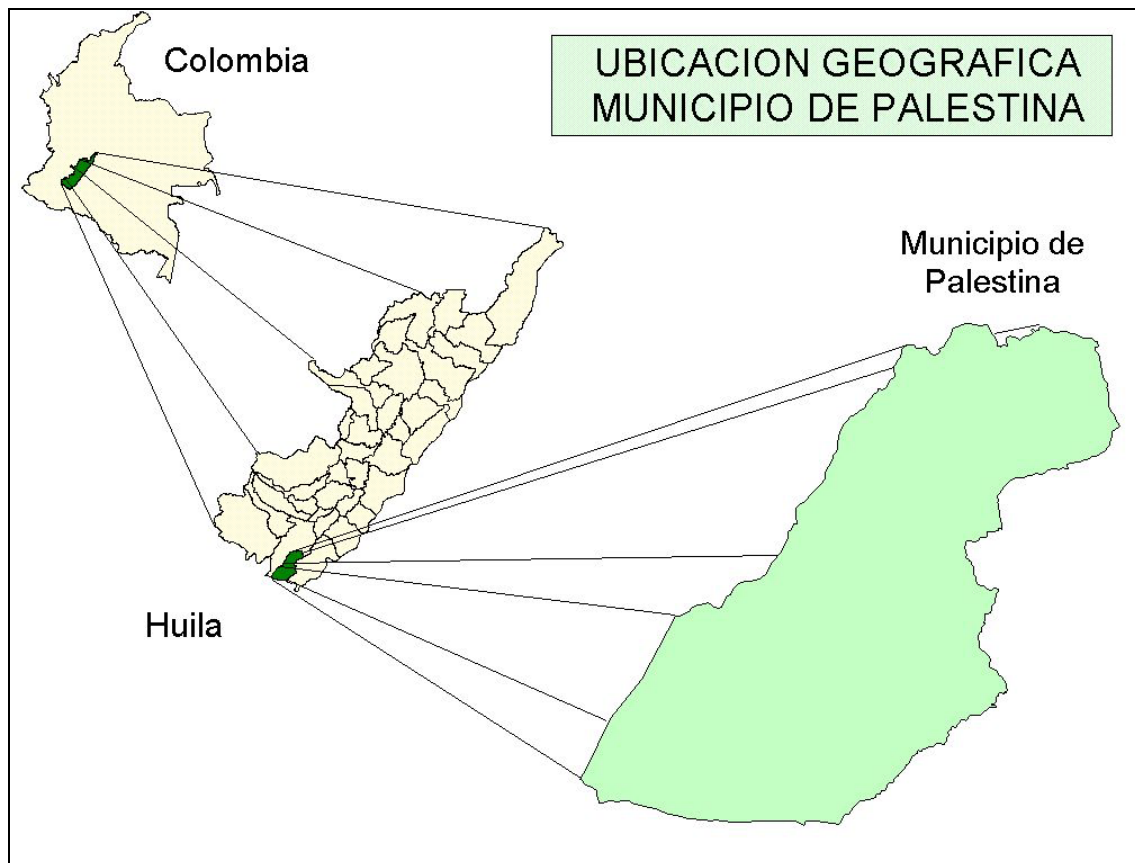 Colombia
UBICACION GEOGRAFICA
MUNICIPIO DE PALESTINA
Municipio de
Palestina
Huila